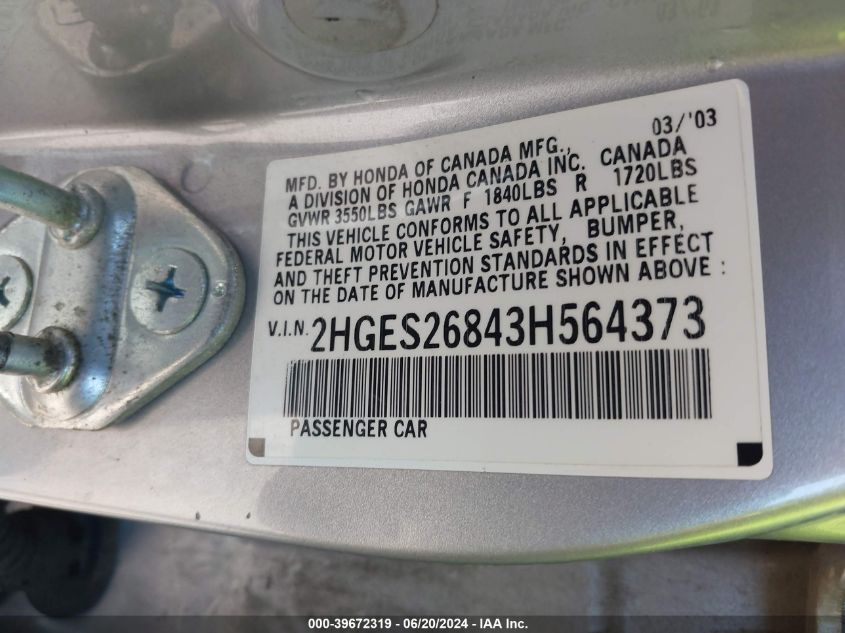 03/'03
MFD. BY HONDA OF CANADA MFG.,
A DIVISION OF HONDA CANADA INC. CANADA
GVWR 3550LBS GAWR F 1840LBS R 1720LBS
THIS VEHICLE CONFORMS TO ALL APPLICABLE
FEDERAL MOTOR VEHICLE SAFETY, BUMPER,
AND THEFT PREVENTION STANDARDS IN EFFECT
ON THE DATE OF MANUFACTURE SHOWN ABOVE :
V.I.N. 2HGES26843H564373
PASSENGER CAR
000-39672319 / 06/20/2024 - IAA Inc.